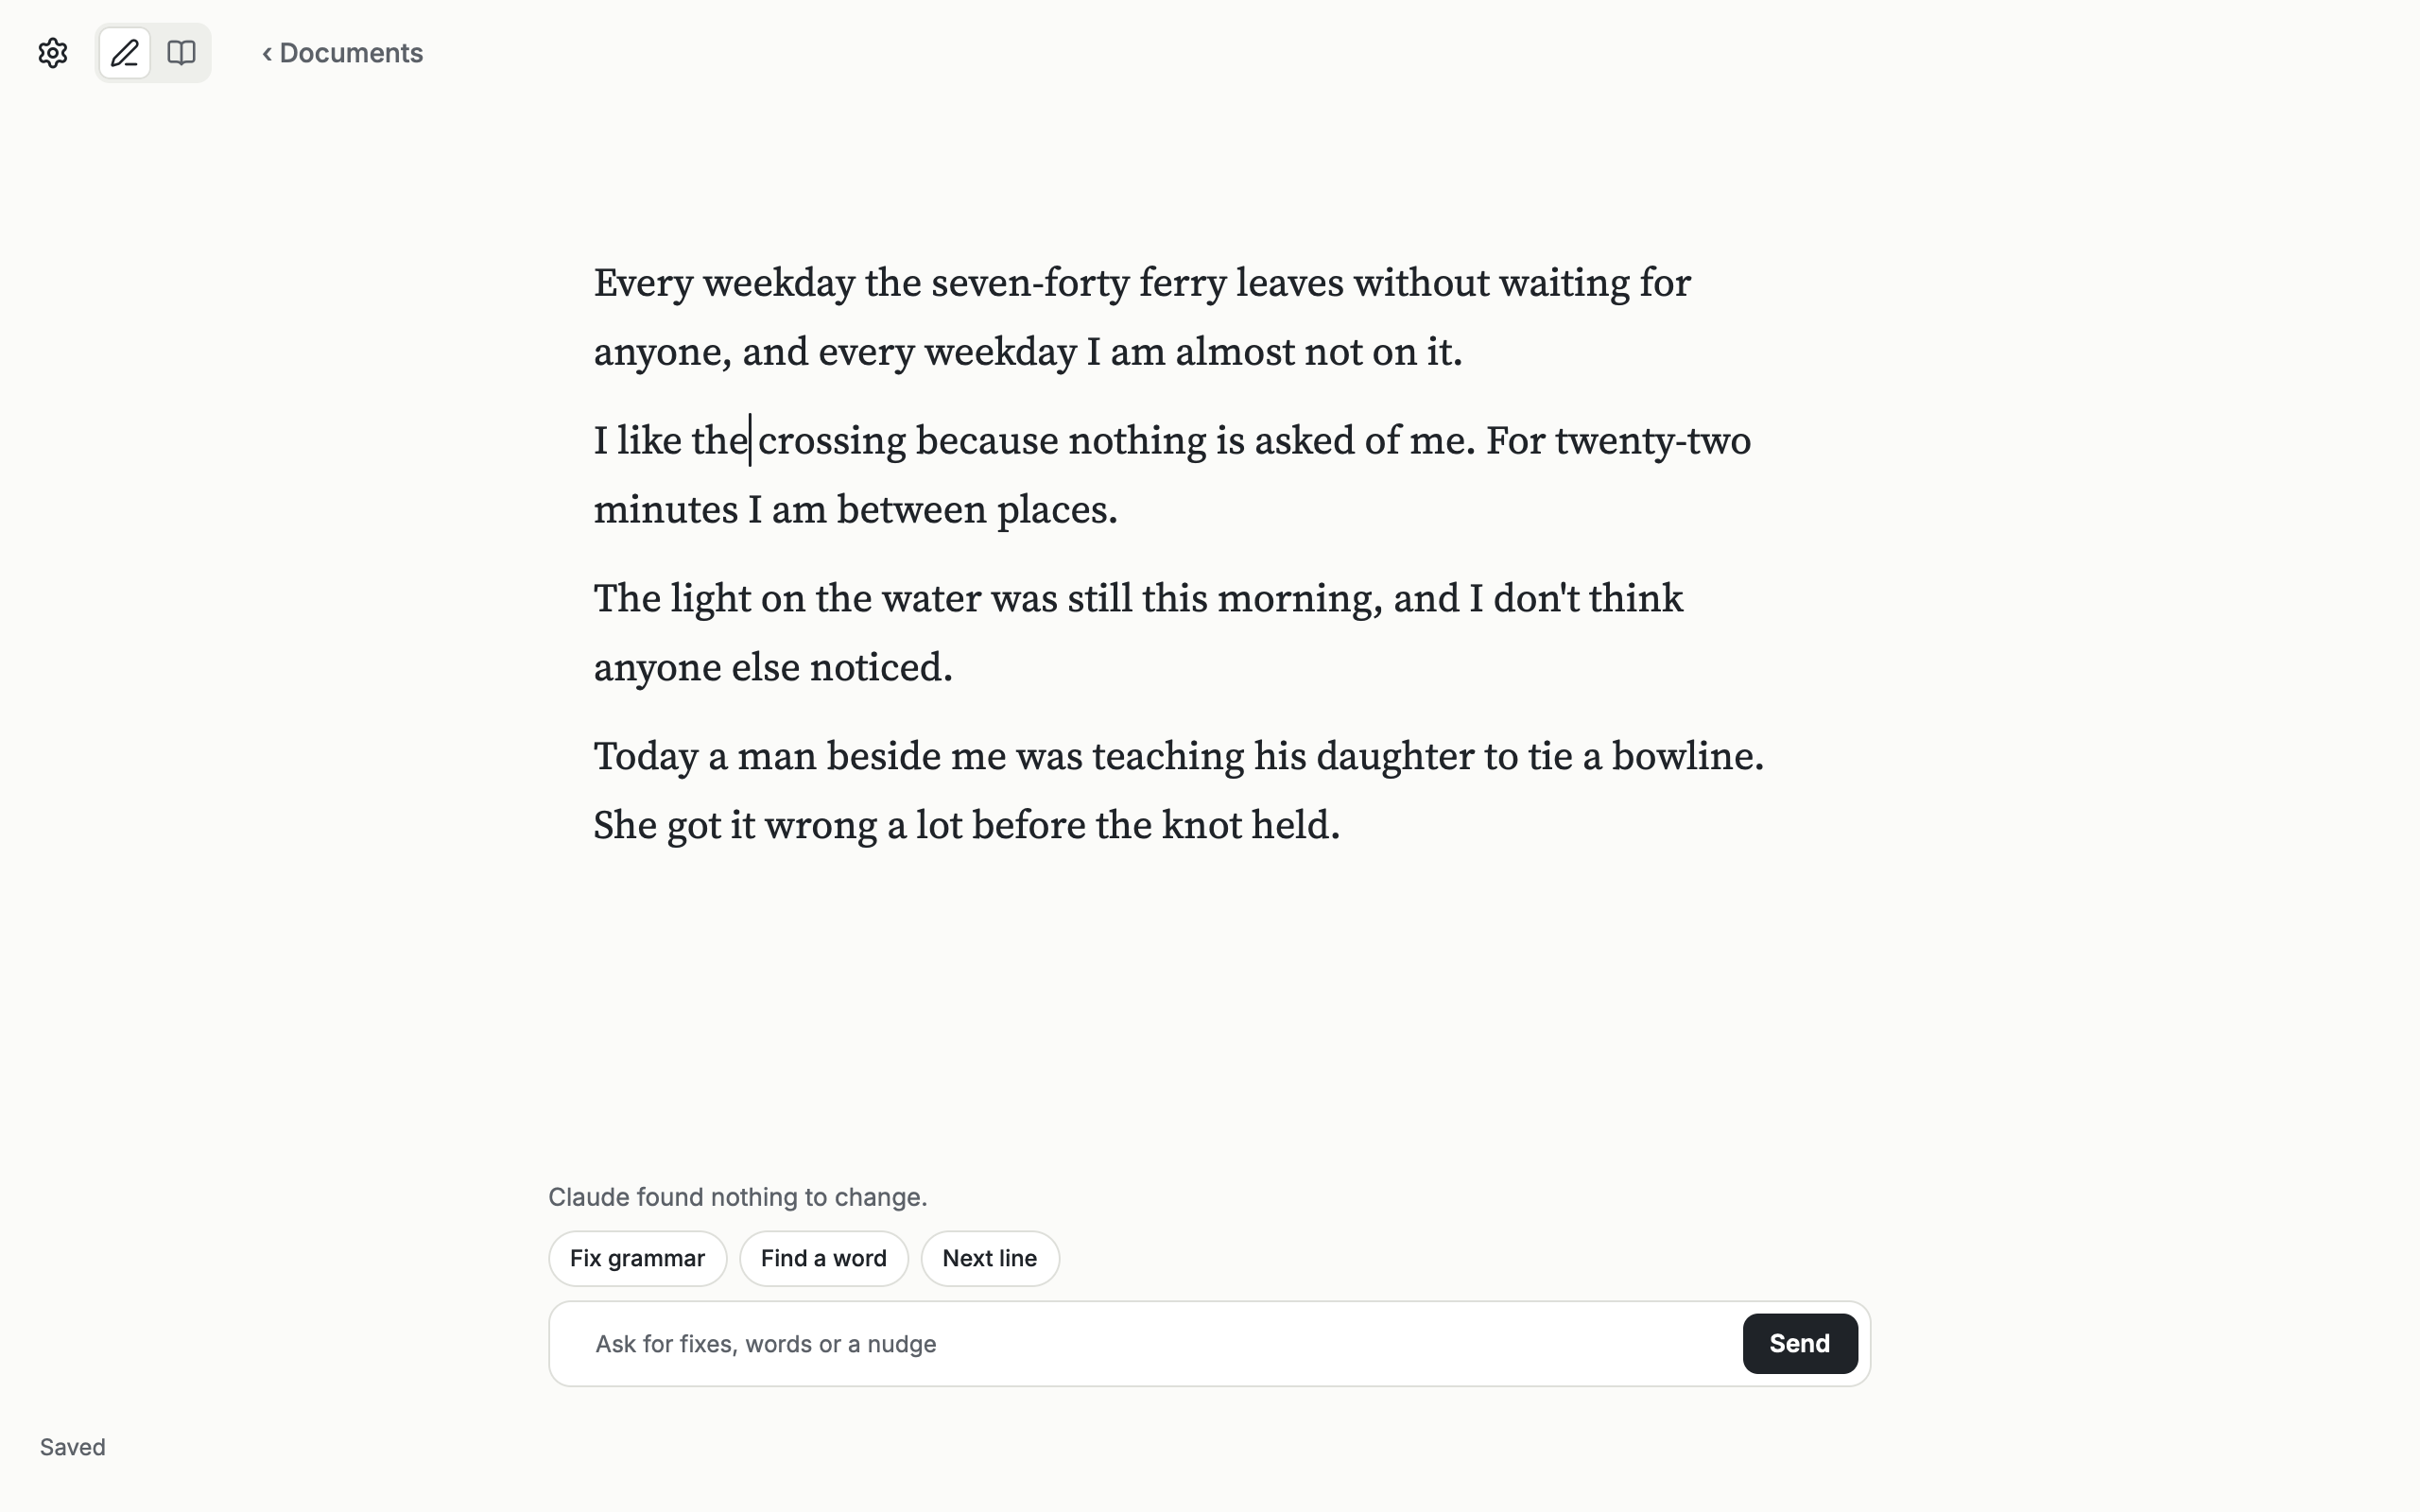 ‹ Documents
Every weekday the seven-forty ferry leaves without waiting for
anyone, and every weekday I am almost not on it.
I like the crossing because nothing is asked of me. For twenty-two
minutes I am between places.
The light on the water was still this morning, and I don't think
anyone else noticed.
Today a man beside me was teaching his daughter to tie a bowline.
She got it wrong a lot before the knot held.
Claude found nothing to change.
Fix grammar Find a word Next line
Ask for fixes, words or a nudge Send
Saved